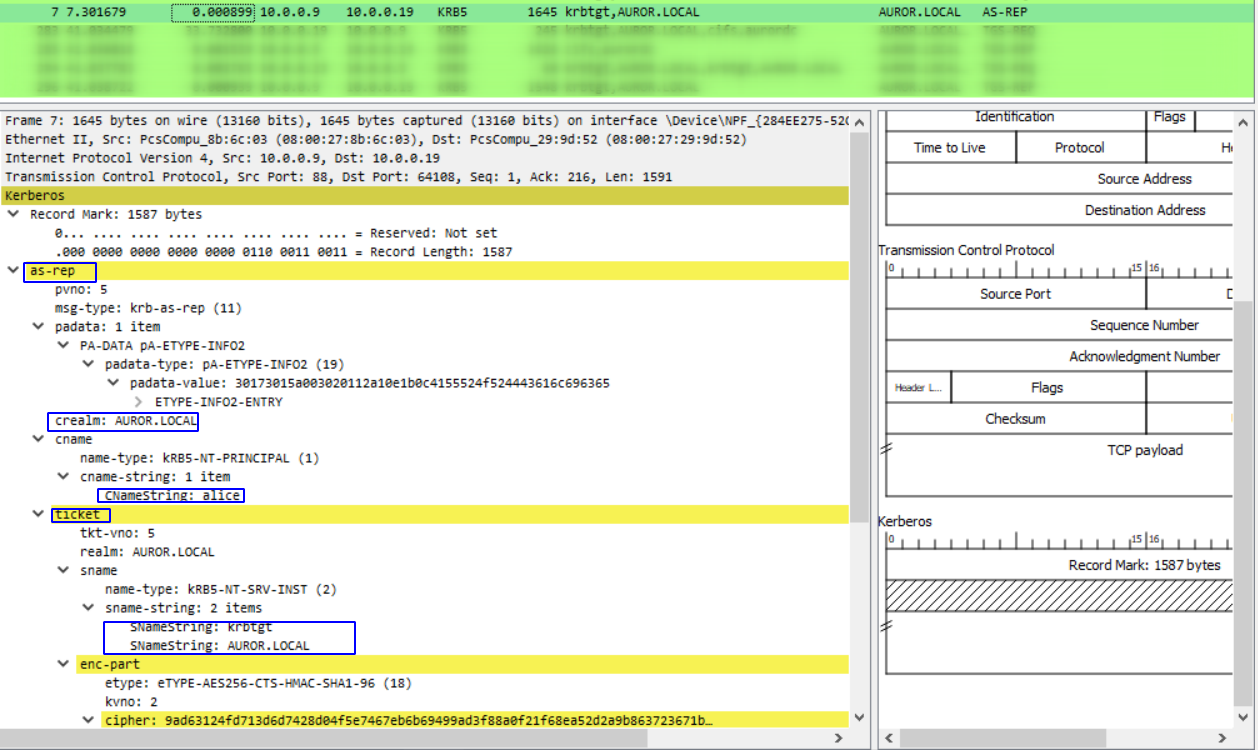 7 7.301679 0.000899 10.0.0.9 10.0.0.19 KRB5 1645 krbtgt,AUROR.LOCAL AUROR.LOCAL AS-REP
Frame 7: 1645 bytes on wire (13160 bits), 1645 bytes captured (13160 bits) on interface \Device\NPF_{284EE275-52C
Ethernet II, Src: PcsCompu_8b:6c:03 (08:00:27:8b:6c:03), Dst: PcsCompu_29:9d:52 (08:00:27:29:9d:52)
Internet Protocol Version 4, Src: 10.0.0.9, Dst: 10.0.0.19
Transmission Control Protocol, Src Port: 88, Dst Port: 64108, Seq: 1, Ack: 216, Len: 1591
Kerberos
Record Mark: 1587 bytes
0... .... .... .... .... .... .... .... = Reserved: Not set
.000 0000 0000 0000 0000 0110 0011 0011 = Record Length: 1587
as-rep
pvno: 5
msg-type: krb-as-rep (11)
padata: 1 item
PA-DATA pA-ETYPE-INFO2
padata-type: pA-ETYPE-INFO2 (19)
padata-value: 30173015a003020112a10e1b0c4155524f524443616c696365
ETYPE-INFO2-ENTRY
crealm: AUROR.LOCAL
cname
name-type: kRB5-NT-PRINCIPAL (1)
cname-string: 1 item
CNameString: alice
ticket
tkt-vno: 5
realm: AUROR.LOCAL
sname
name-type: kRB5-NT-SRV-INST (2)
sname-string: 2 items
SNameString: krbtgt
SNameString: AUROR.LOCAL
enc-part
etype: eTYPE-AES256-CTS-HMAC-SHA1-96 (18)
kvno: 2
cipher: 9ad63124fd713d6d7428d04f5e7467eb6b69499ad3f88a0f21f68ea52d2a9b863723671b…
Identification Flags
Time to Live Protocol
Source Address
Destination Address
Transmission Control Protocol
0 15 16
Source Port
Sequence Number
Acknowledgment Number
Header L... Flags
Checksum
TCP payload
Kerberos
0 15 16
Record Mark: 1587 bytes